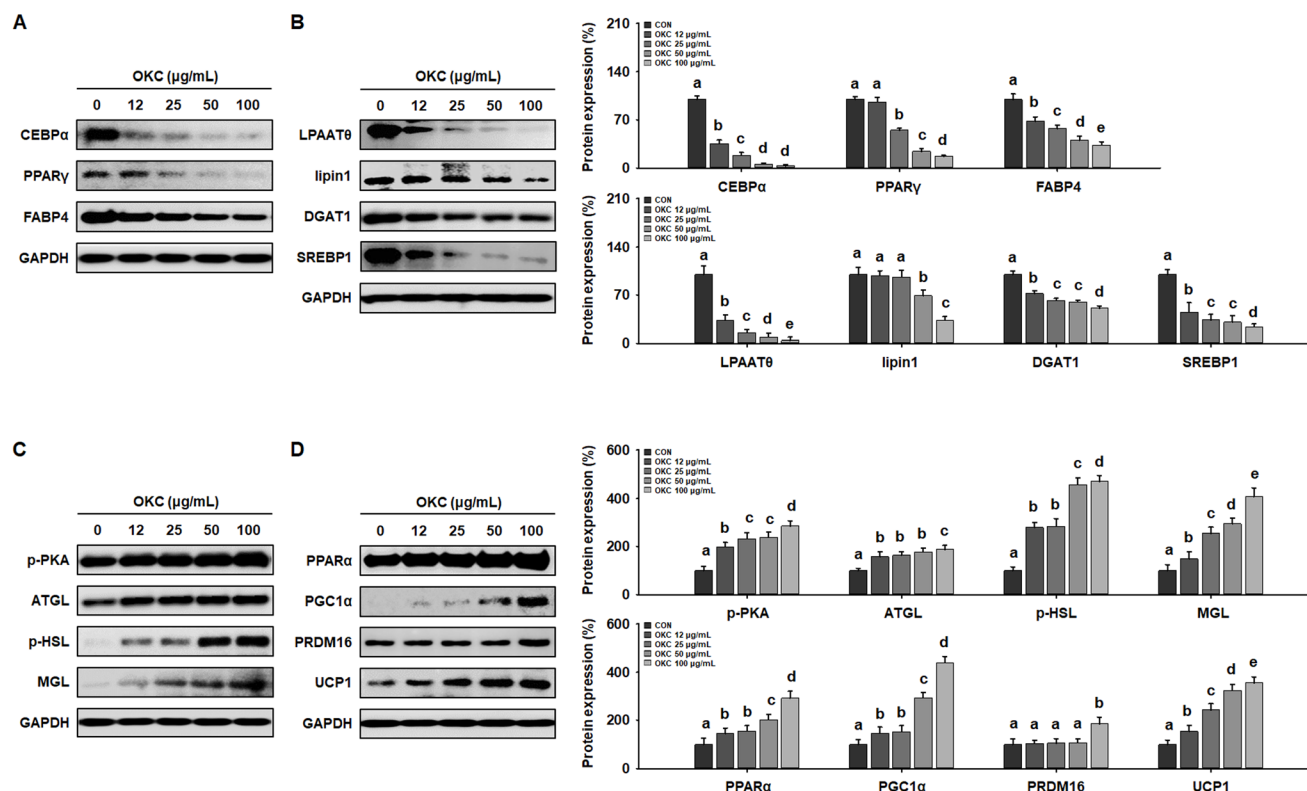 A
OKC (μg/mL)
0 12 25 50 100
CEBPα
PPARγ
FABP4
GAPDH
B
OKC (μg/mL)
0 12 25 50 100
LPAATθ
lipin1
DGAT1
SREBP1
GAPDH
Protein expression (%)
210
140
70
0
CON
OKC 12 μg/mL
OKC 25 μg/mL
OKC 50 μg/mL
OKC 100 μg/mL
a b c d d
a a b c d
a b c d e
CEBPα PPARγ FABP4
Protein expression (%)
210
140
70
0
CON
OKC 12 μg/mL
OKC 25 μg/mL
OKC 50 μg/mL
OKC 100 μg/mL
a b c d e
a a a b c
a b c c d
a b c c d
LPAATθ lipin1 DGAT1 SREBP1
C
OKC (μg/mL)
0 12 25 50 100
p-PKA
ATGL
p-HSL
MGL
GAPDH
D
OKC (μg/mL)
0 12 25 50 100
PPARα
PGC1α
PRDM16
UCP1
GAPDH
Protein expression (%)
600
400
200
0
CON
OKC 12 μg/mL
OKC 25 μg/mL
OKC 50 μg/mL
OKC 100 μg/mL
a b c c d
a b b b c
a b b c d
a b c d e
p-PKA ATGL p-HSL MGL
Protein expression (%)
600
400
200
0
CON
OKC 12 μg/mL
OKC 25 μg/mL
OKC 50 μg/mL
OKC 100 μg/mL
a b b c d
a b b c d
a a a a b
a b c d e
PPARα PGC1α PRDM16 UCP1